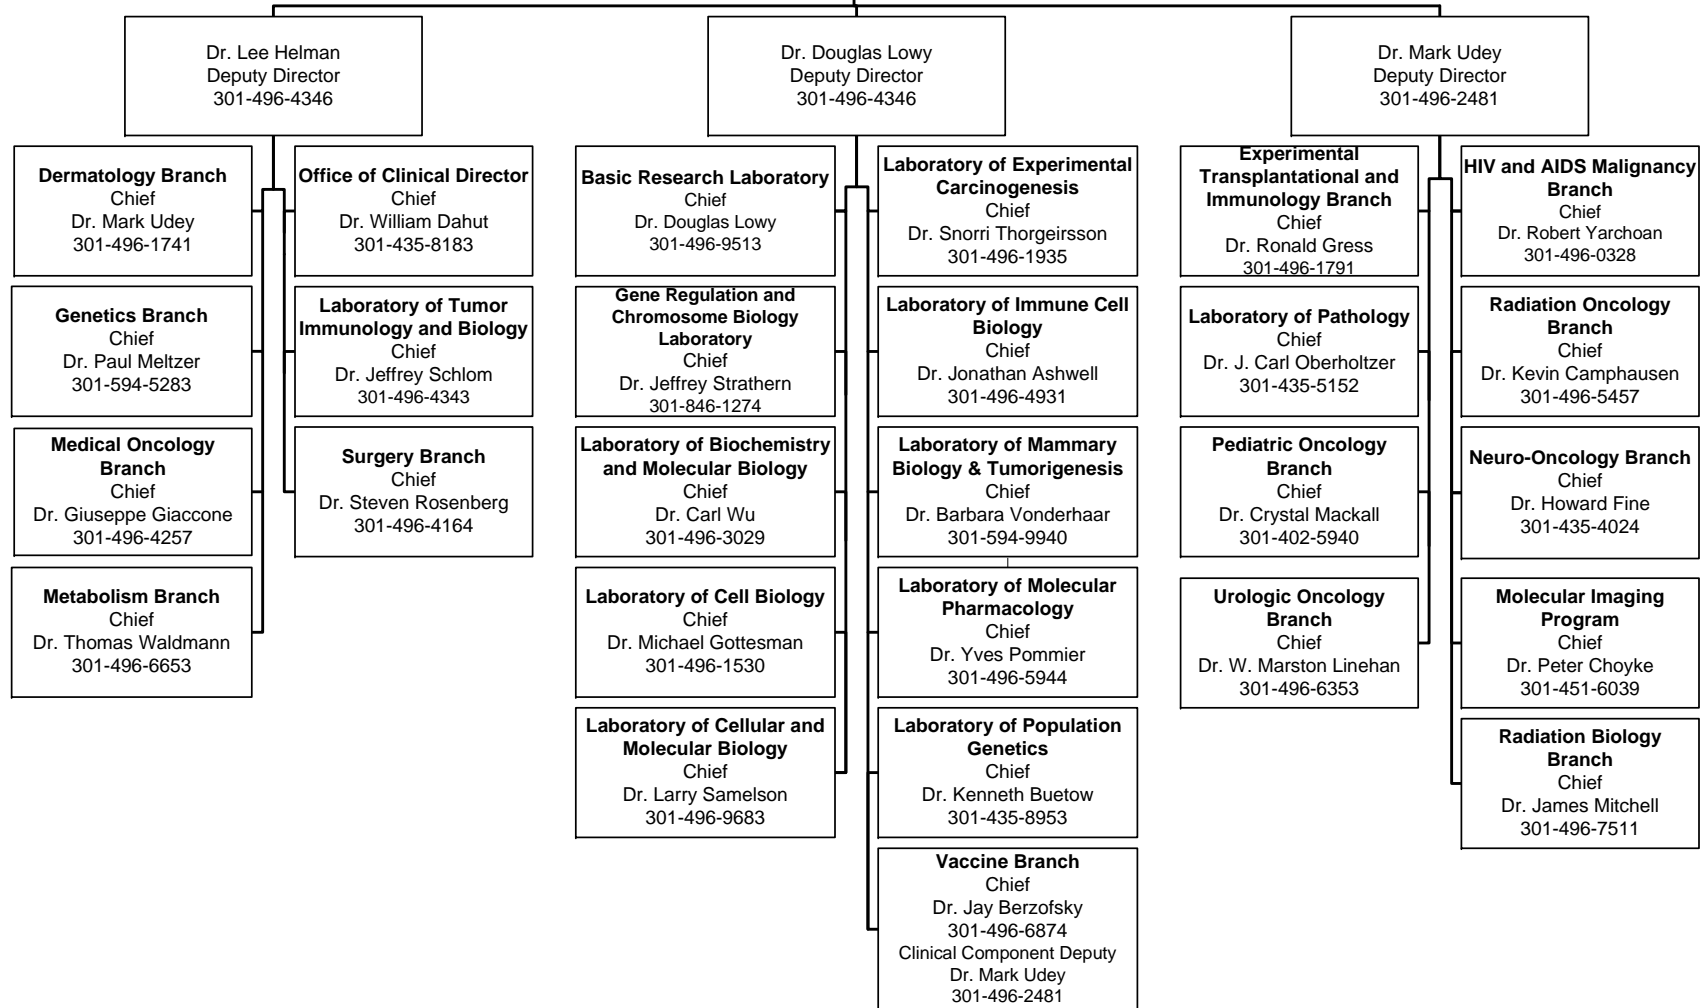 Dr. Lee Helman
Deputy Director
301-496-4346
Dr. Douglas Lowy
Deputy Director
301-496-4346
Dr. Mark Udey
Deputy Director
301-496-2481
Dermatology Branch
Chief
Dr. Mark Udey
301-496-1741
Office of Clinical Director
Chief
Dr. William Dahut
301-435-8183
Genetics Branch
Chief
Dr. Paul Meltzer
301-594-5283
Laboratory of Tumor
Immunology and Biology
Chief
Dr. Jeffrey Schlom
301-496-4343
Medical Oncology
Branch
Chief
Dr. Giuseppe Giaccone
301-496-4257
Surgery Branch
Chief
Dr. Steven Rosenberg
301-496-4164
Metabolism Branch
Chief
Dr. Thomas Waldmann
301-496-6653
Basic Research Laboratory
Chief
Dr. Douglas Lowy
301-496-9513
Laboratory of Experimental
Carcinogenesis
Chief
Dr. Snorri Thorgeirsson
301-496-1935
Gene Regulation and
Chromosome Biology
Laboratory
Chief
Dr. Jeffrey Strathern
301-846-1274
Laboratory of Immune Cell
Biology
Chief
Dr. Jonathan Ashwell
301-496-4931
Laboratory of Biochemistry
and Molecular Biology
Chief
Dr. Carl Wu
301-496-3029
Laboratory of Mammary
Biology & Tumorigenesis
Chief
Dr. Barbara Vonderhaar
301-594-9940
Laboratory of Cell Biology
Chief
Dr. Michael Gottesman
301-496-1530
Laboratory of Molecular
Pharmacology
Chief
Dr. Yves Pommier
301-496-5944
Laboratory of Cellular and
Molecular Biology
Chief
Dr. Larry Samelson
301-496-9683
Laboratory of Population
Genetics
Chief
Dr. Kenneth Buetow
301-435-8953
Vaccine Branch
Chief
Dr. Jay Berzofsky
301-496-6874
Clinical Component Deputy
Dr. Mark Udey
301-496-2481
Experimental
Transplantational and
Immunology Branch
Chief
Dr. Ronald Gress
301-496-1791
HIV and AIDS Malignancy
Branch
Chief
Dr. Robert Yarchoan
301-496-0328
Laboratory of Pathology
Chief
Dr. J. Carl Oberholtzer
301-435-5152
Radiation Oncology
Branch
Chief
Dr. Kevin Camphausen
301-496-5457
Pediatric Oncology
Branch
Chief
Dr. Crystal Mackall
301-402-5940
Neuro-Oncology Branch
Chief
Dr. Howard Fine
301-435-4024
Urologic Oncology
Branch
Chief
Dr. W. Marston Linehan
301-496-6353
Molecular Imaging
Program
Chief
Dr. Peter Choyke
301-451-6039
Radiation Biology
Branch
Chief
Dr. James Mitchell
301-496-7511